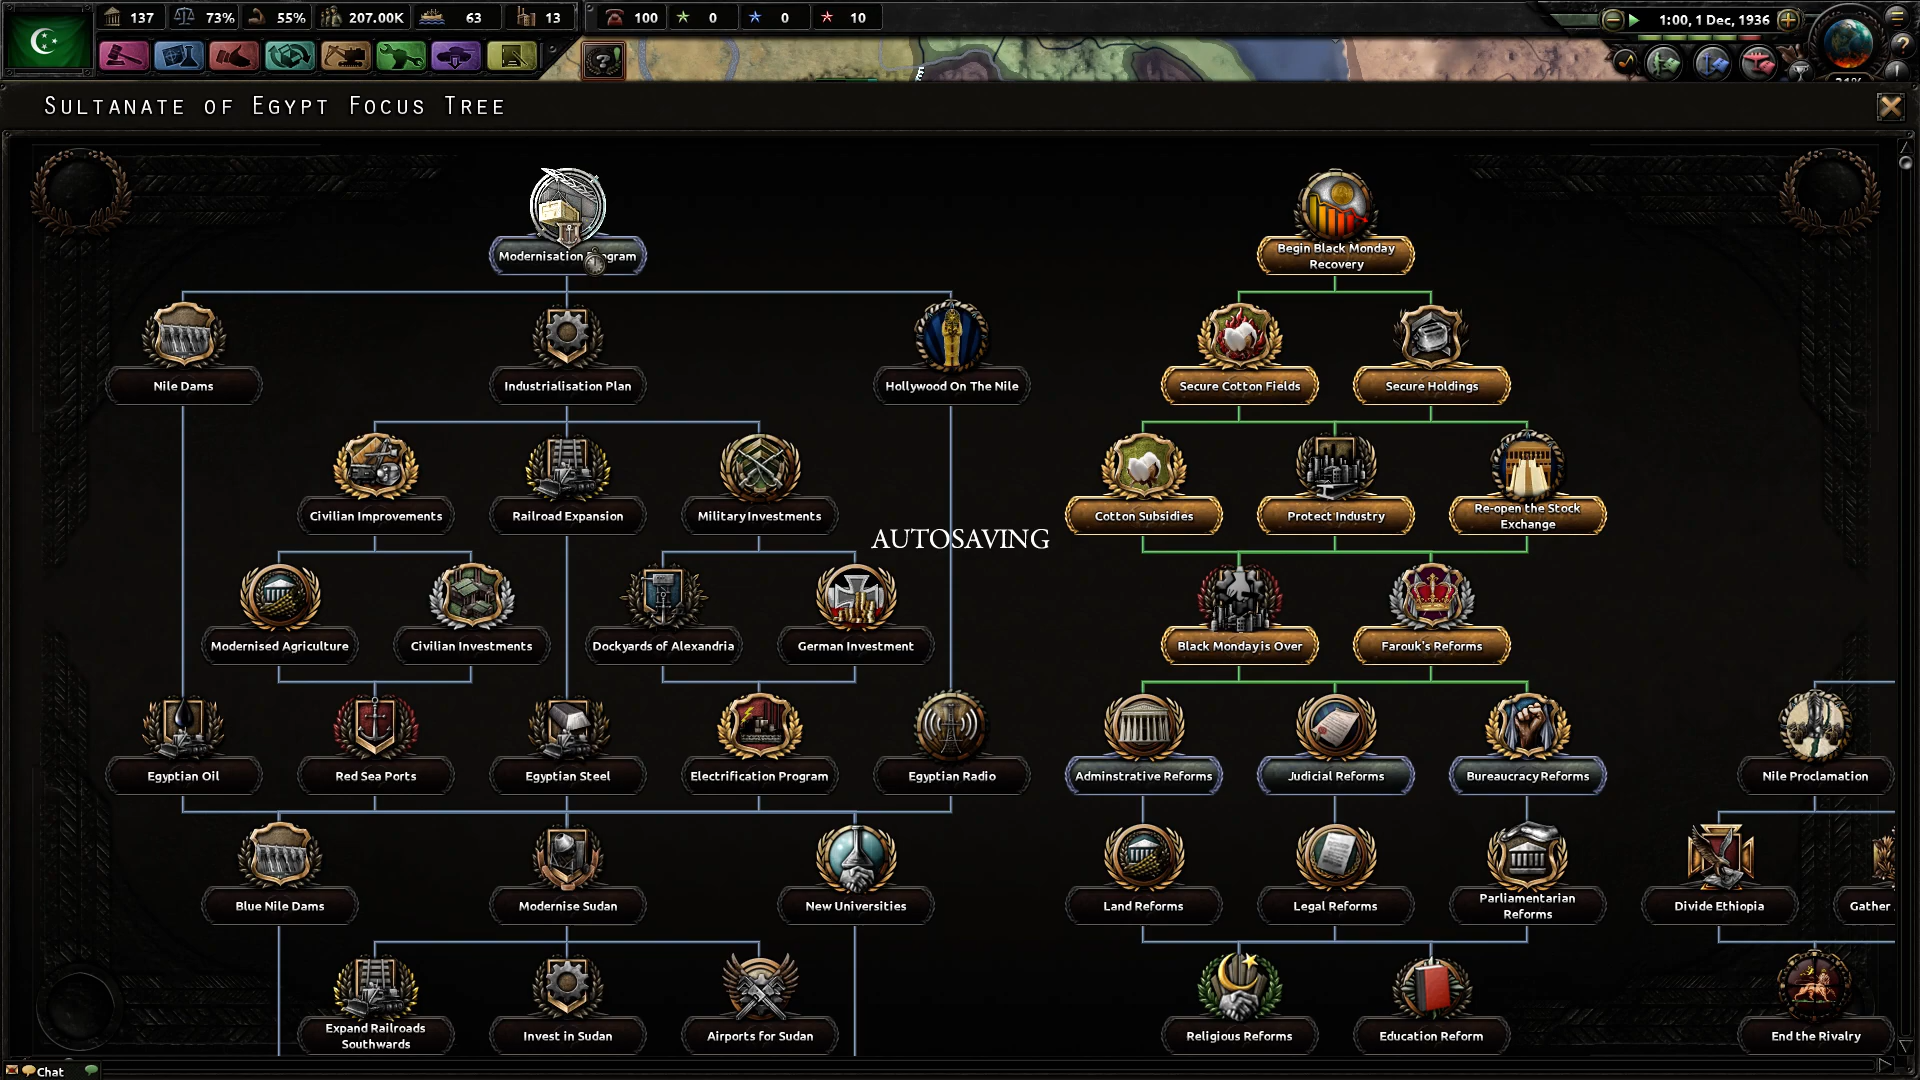 137
73%
55%
207.00K
63
13
100
0
0
10
1:00, 1 Dec, 1936
SULTANATE OF EGYPT FOCUS TREE
Begin Black Monday
Recovery
Nile Dams
Industrialisation Plan
Hollywood On The Nile
Secure Cotton Fields
Secure Holdings
Civilian Improvements
Railroad Expansion
Military Investments
Cotton Subsidies
Protect Industry
Re-open the Stock
Exchange
AUTOSAVING
Modernised Agriculture
Civilian Investments
Dockyards of Alexandria
German Investment
Black Monday is Over
Farouk's Reforms
Egyptian Oil
Red Sea Ports
Egyptian Steel
Electrification Program
Egyptian Radio
Adminstrative Reforms
Judicial Reforms
Bureaucracy Reforms
Nile Proclamation
Blue Nile Dams
Modernise Sudan
New Universities
Land Reforms
Legal Reforms
Parliamentarian
Reforms
Divide Ethiopia
Gather
Expand Railroads
Southwards
Invest in Sudan
Airports for Sudan
Religious Reforms
Education Reform
End the Rivalry
Chat